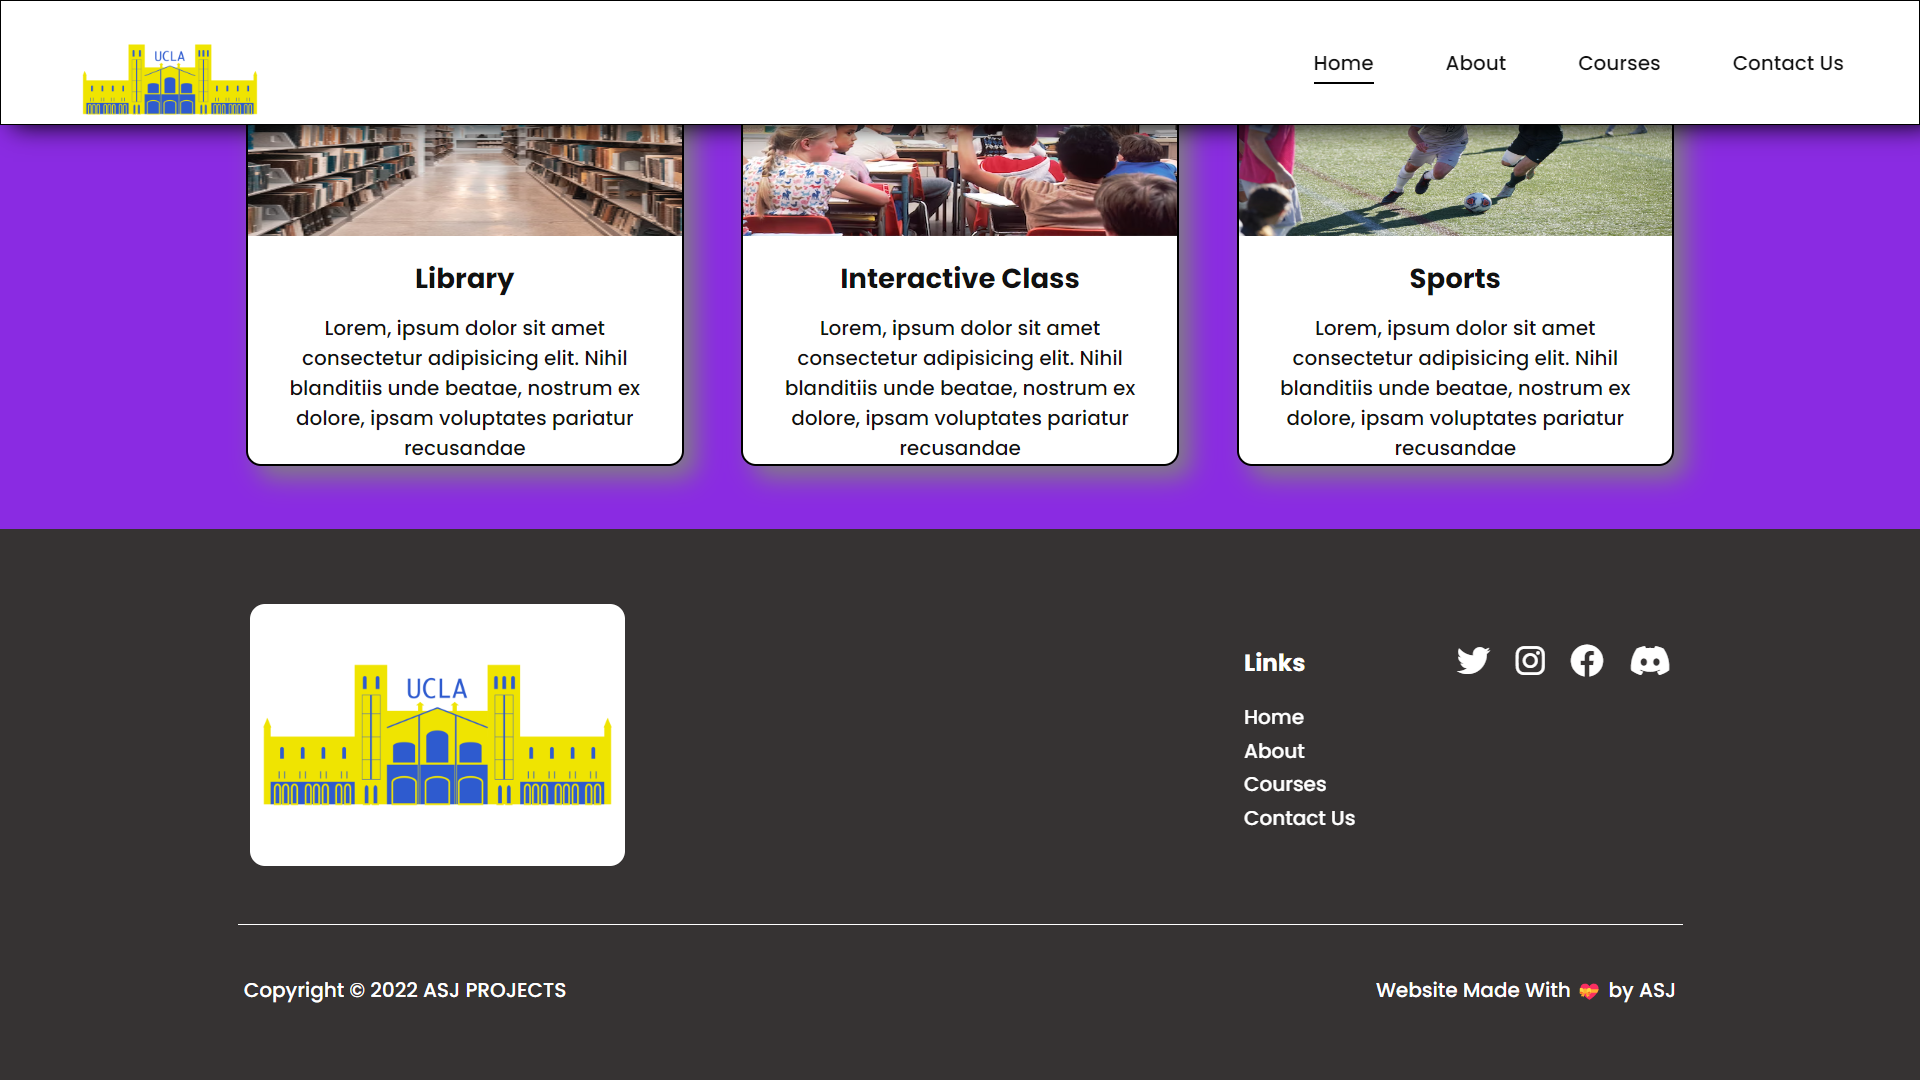 UCLA
Home
About
Courses
Contact Us
Library
Lorem, ipsum dolor sit amet
consectetur adipisicing elit. Nihil
blanditiis unde beatae, nostrum ex
dolore, ipsam voluptates pariatur
recusandae
Interactive Class
Lorem, ipsum dolor sit amet
consectetur adipisicing elit. Nihil
blanditiis unde beatae, nostrum ex
dolore, ipsam voluptates pariatur
recusandae
Sports
Lorem, ipsum dolor sit amet
consectetur adipisicing elit. Nihil
blanditiis unde beatae, nostrum ex
dolore, ipsam voluptates pariatur
recusandae
UCLA
Links
Home
About
Courses
Contact Us
Copyright © 2022 ASJ PROJECTS
Website Made With 💝 by ASJ